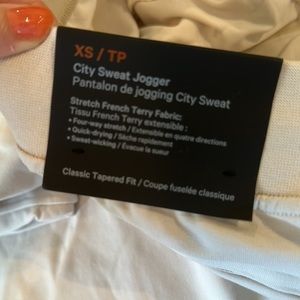 XS / TP
City Sweat Jogger
Pantalon de jogging City Sweat
Stretch French Terry Fabric:
Tissu French Terry extensible :
• Four-way stretch / Extensible en quatre directions
• Quick-drying / Sèche rapidement
• Sweat-wicking / Évacue la sueur
Classic Tapered Fit / Coupe fuselée classique